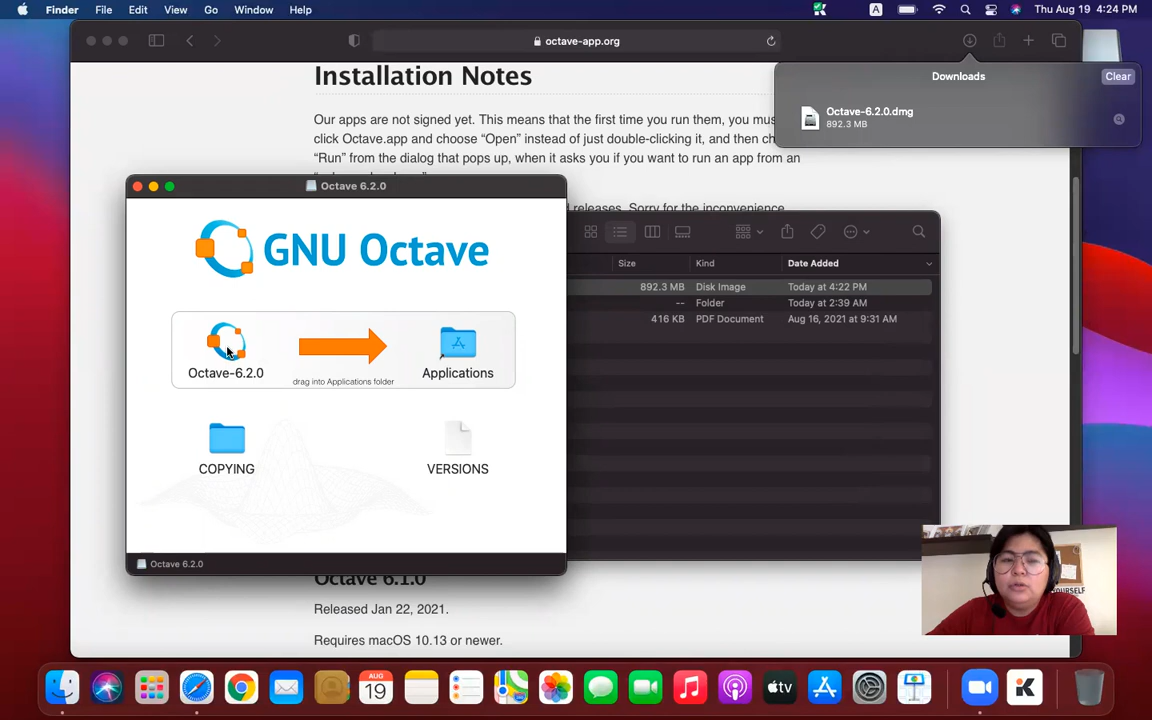 Finder File Edit View Go Window Help
A
Thu Aug 19 4:24 PM
octave-app.org
Installation Notes
Downloads
Clear
Octave-6.2.0.dmg
892.3 MB
Our apps are not signed yet. This means that the first time you run them, you mus
click Octave.app and choose “Open” instead of just double-clicking it, and then ch
“Run” from the dialog that pops up, when it asks you if you want to run an app from an
releases. Sorry for the inconvenience.
Octave 6.2.0
GNU Octave
Octave-6.2.0
drag into Applications folder
Applications
COPYING
VERSIONS
Octave 6.2.0
Size Kind Date Added
892.3 MB Disk Image Today at 4:22 PM
-- Folder Today at 2:39 AM
416 KB PDF Document Aug 16, 2021 at 9:31 AM
Octave 6.1.0
Released Jan 22, 2021.
Requires macOS 10.13 or newer.
YOURSELF
AUG
19
tv
K